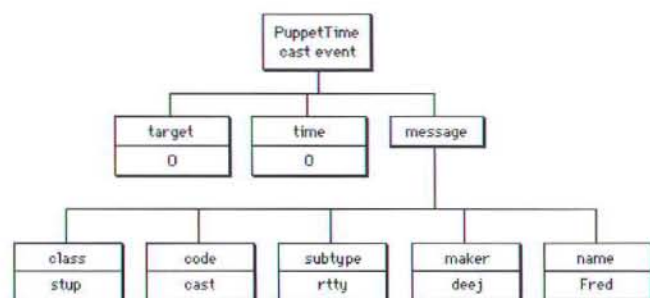 PuppetTime
cast event
target
time
message
0
0
class
code
subtype
maker
name
stup
cast
rtty
deej
Fred